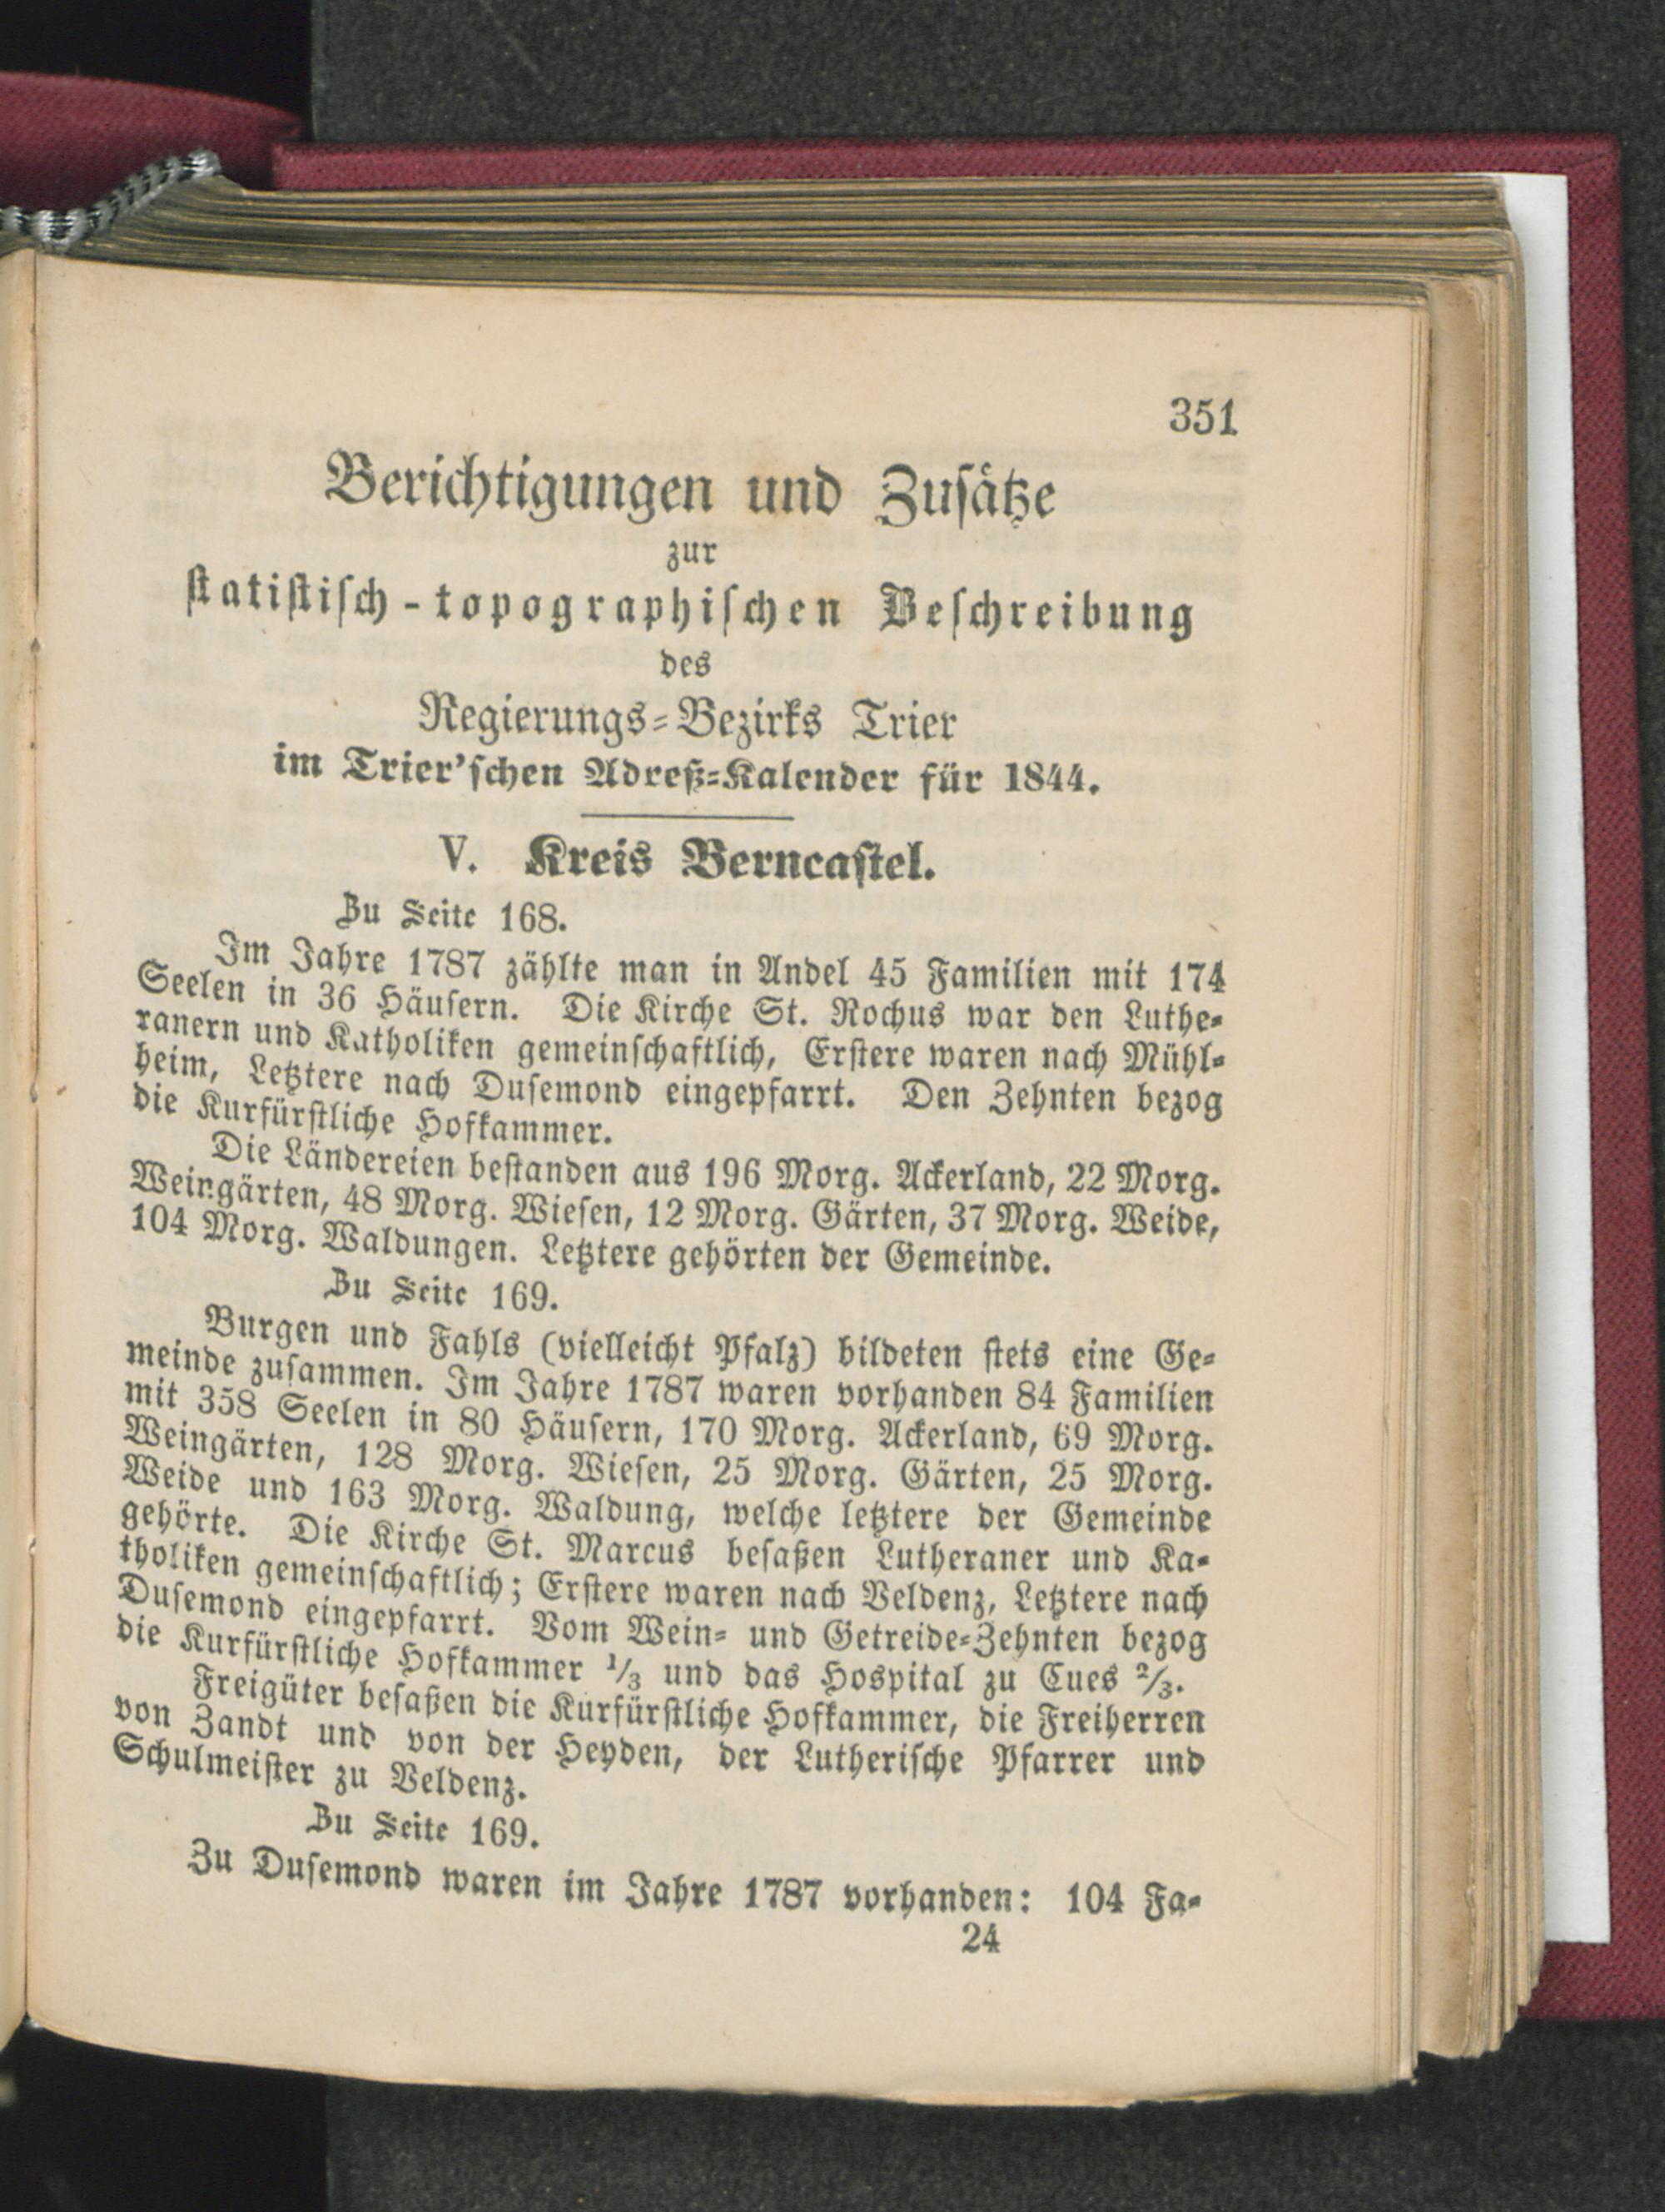 351
Berichtigungen und Zusätze
zur
statistisch-topographischen Beschreibung
des
Regierungs-Bezirks Trier
im Trier'schen Adreß-Kalender für 1844.
V. Kreis Berncastel.
Zu Seite 168.
Im Jahre 1787 zählte man in Andel 45 Familien mit 174
Seelen in 36 Häusern. Die Kirche St. Rochus war den Luthe-
ranern und Katholiken gemeinschaftlich, Erstere waren nach Mühl-
heim, Letztere nach Dusemond eingepfarrt. Den Zehnten bezog
die Kurfürstliche Hofkammer.
Die Ländereien bestanden aus 196 Morg. Ackerland, 22 Morg.
Weingärten, 48 Morg. Wiesen, 12 Morg. Gärten, 37 Morg. Weide,
104 Morg. Waldungen. Letztere gehörten der Gemeinde.
Zu Seite 169.
Burgen und Fahls (vielleicht Pfalz) bildeten stets eine Ge-
meinde zusammen. Im Jahre 1787 waren vorhanden 84 Familien
mit 358 Seelen in 80 Häusern, 170 Morg. Ackerland, 69 Morg.
Weingärten, 128 Morg. Wiesen, 25 Morg. Gärten, 25 Morg.
Weide und 163 Morg. Waldung, welche letztere der Gemeinde
gehörte. Die Kirche St. Marcus besaßen Lutheraner und Ka-
tholiken gemeinschaftlich; Erstere waren nach Veldenz, Letztere nach
Dusemond eingepfarrt. Vom Wein- und Getreide-Zehnten bezog
die Kurfürstliche Hofkammer 1/3 und das Hospital zu Cues 2/3.
Freigüter besaßen die Kurfürstliche Hofkammer, die Freiherren
von Zandt und von der Heyden, der Lutherische Pfarrer und
Schulmeister zu Veldenz.
Zu Seite 169.
Zu Dusemond waren im Jahre 1787 vorhanden: 104 Fa-
24